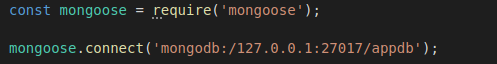 const mongoose = require('mongoose');
mongoose.connect('mongodb:/127.0.0.1:27017/appdb');